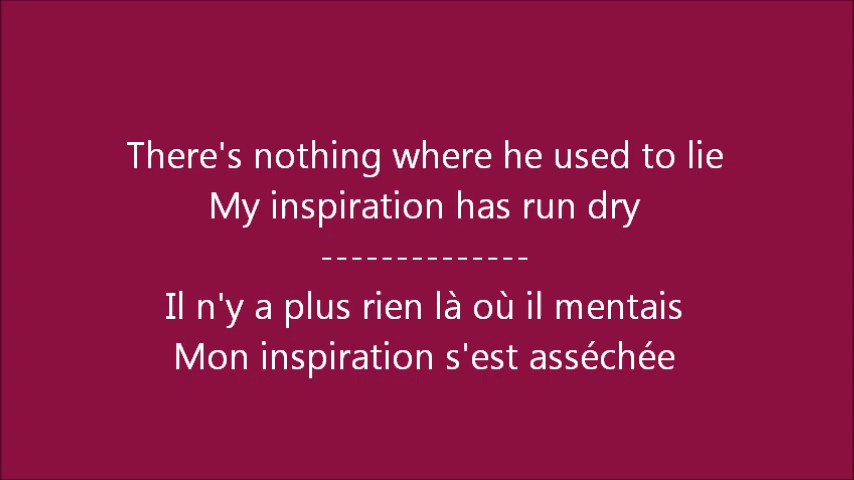 There's nothing where he used to lie
My inspiration has run dry
--------------
Il n'y a plus rien là où il mentais
Mon inspiration s'est asséchée